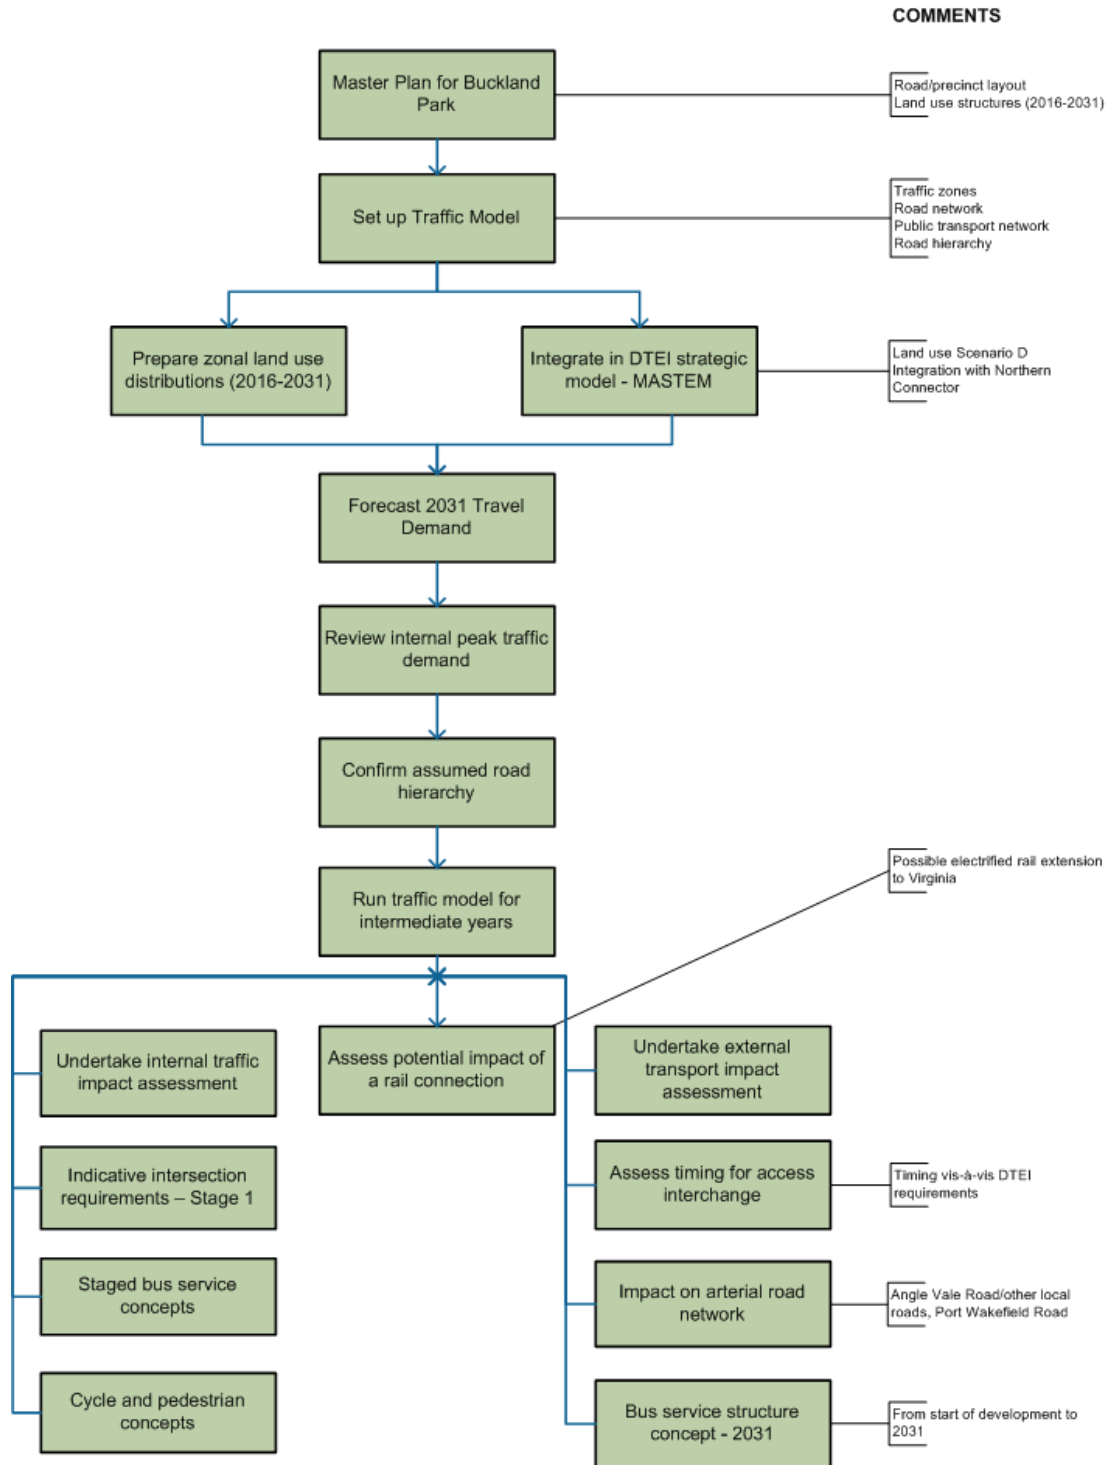 COMMENTS
Master Plan for Buckland
Park
Road/precinct layout
Land use structures (2016-2031)
Set up Traffic Model
Traffic zones
Road network
Public transport network
Road hierarchy
Prepare zonal land use
distributions (2016-2031)
Integrate in DTEI strategic
model - MASTEM
Land use Scenario D
Integration with Northern
Connector
Forecast 2031 Travel
Demand
Review internal peak traffic
demand
Confirm assumed road
hierarchy
Run traffic model for
intermediate years
Possible electrified rail extension
to Virginia
Undertake internal traffic
impact assessment
Assess potential impact of
a rail connection
Undertake external
transport impact
assessment
Indicative intersection
requirements – Stage 1
Assess timing for access
interchange
Timing vis-à-vis DTEI
requirements
Staged bus service
concepts
Impact on arterial road
network
Angle Vale Road/other local
roads, Port Wakefield Road
Cycle and pedestrian
concepts
Bus service structure
concept - 2031
From start of development to
2031